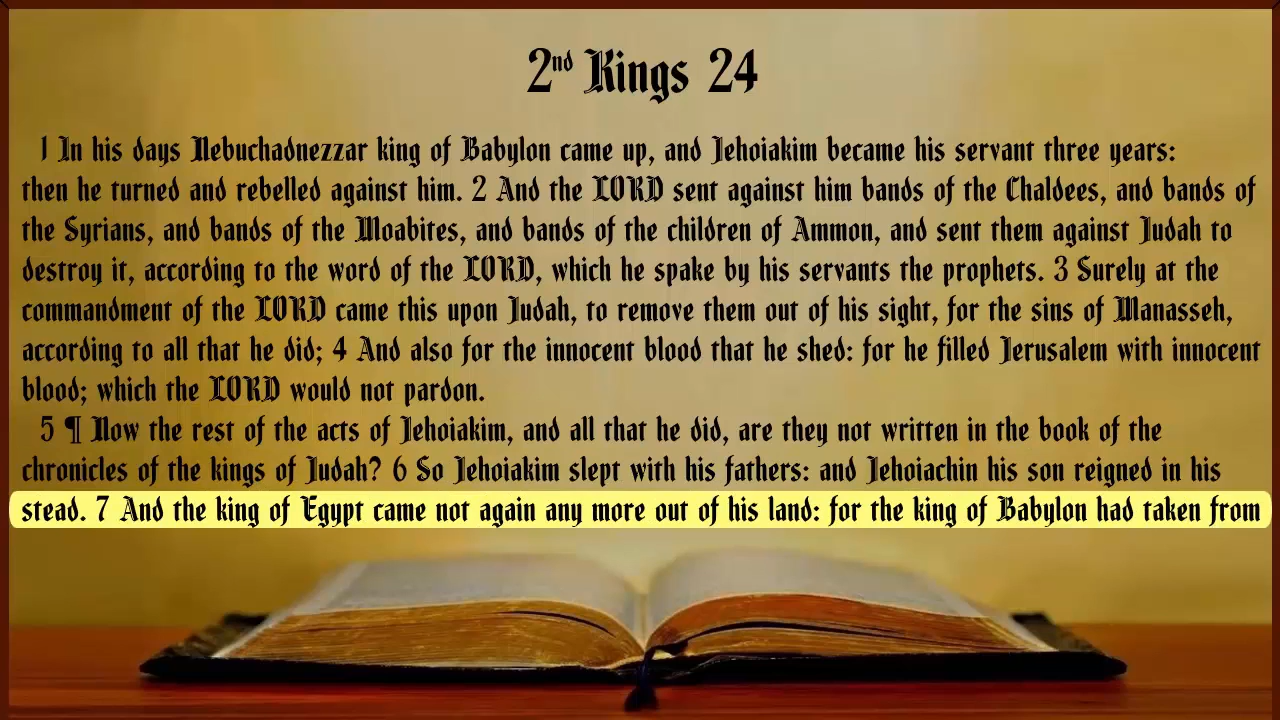 2nd Kings 24
1 In his days Nebuchadnezzar king of Babylon came up, and Jehoiakim became his servant three years:
then he turned and rebelled against him. 2 And the LORD sent against him bands of the Chaldees, and bands of
the Syrians, and bands of the Moabites, and bands of the children of Ammon, and sent them against Judah to
destroy it, according to the word of the LORD, which he spake by his servants the prophets. 3 Surely at the
commandment of the LORD came this upon Judah, to remove them out of his sight, for the sins of Manasseh,
according to all that he did; 4 And also for the innocent blood that he shed: for he filled Jerusalem with innocent
blood; which the LORD would not pardon.
5 ¶ Now the rest of the acts of Jehoiakim, and all that he did, are they not written in the book of the
chronicles of the kings of Judah? 6 So Jehoiakim slept with his fathers: and Jehoiachin his son reigned in his
stead. 7 And the king of Egypt came not again any more out of his land: for the king of Babylon had taken from